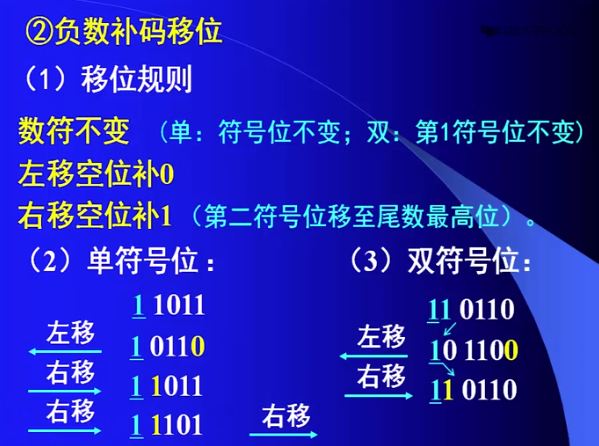 ②负数补码移位
（1）移位规则
数符不变 （单：符号位不变；双：第1符号位不变)
左移空位补0
右移空位补1 （第二符号位移至尾数最高位）。
（2）单符号位：
1 1011
左移
1 0110
右移
1 1011
右移
1 1101
（3）双符号位：
11 0110
左移
10 1100
右移
11 0110
右移